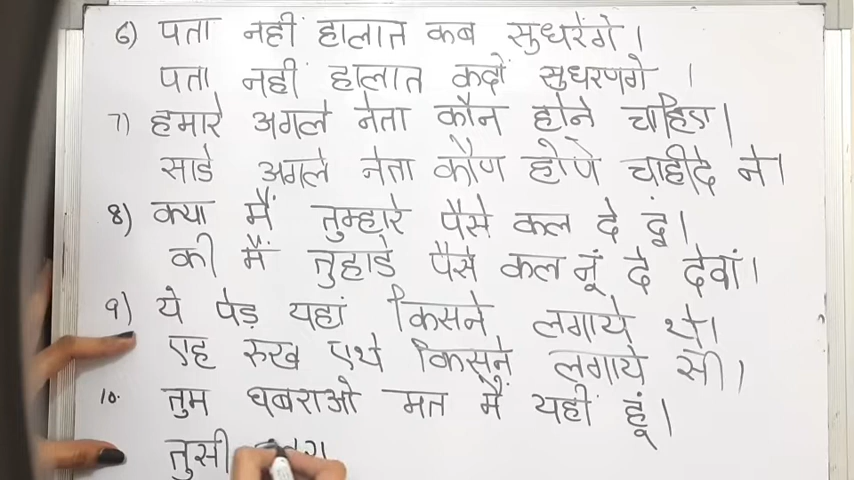 6) पता नहीं हालात कब सुधरेंगे।
पता नहीं हालात कदों सुधरणगे ।
7) हमारे अगले नेता कौन होने चाहिए।
साडे अगले नेता कौण होणे चाहीदे ने।
8) क्या मैं तुम्हारे पैसे कल दे दूं।
की मैं तुहाडे पैसे कल नूं दे देवां।
9) ये पेड़ यहां किसने लगाये थे।
एह रुख एथे किसने लगाये सी।
10. तुम घबराओ मत मैं यहीं हूं।
तुसी